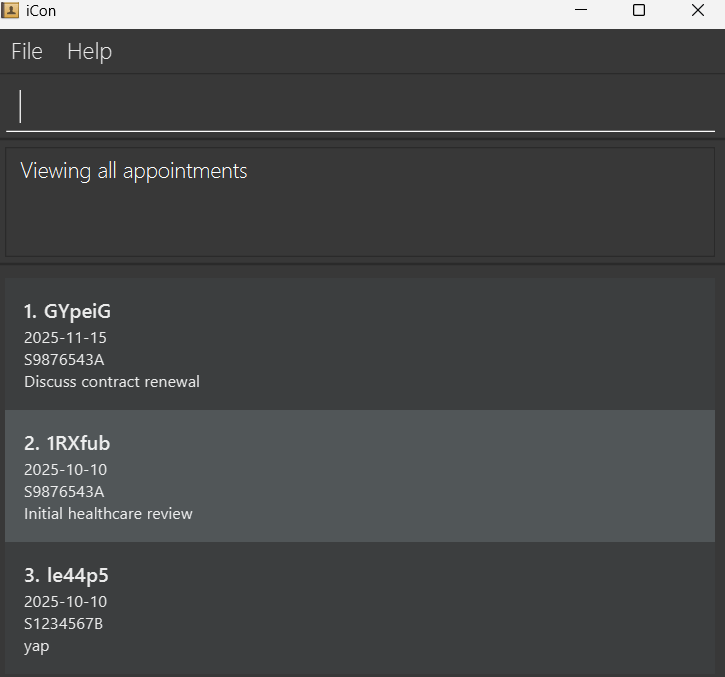 iCon
File Help
Viewing all appointments
1. GYpeiG
2025-11-15
S9876543A
Discuss contract renewal
2. 1RXfub
2025-10-10
S9876543A
Initial healthcare review
3. le44p5
2025-10-10
S1234567B
yap